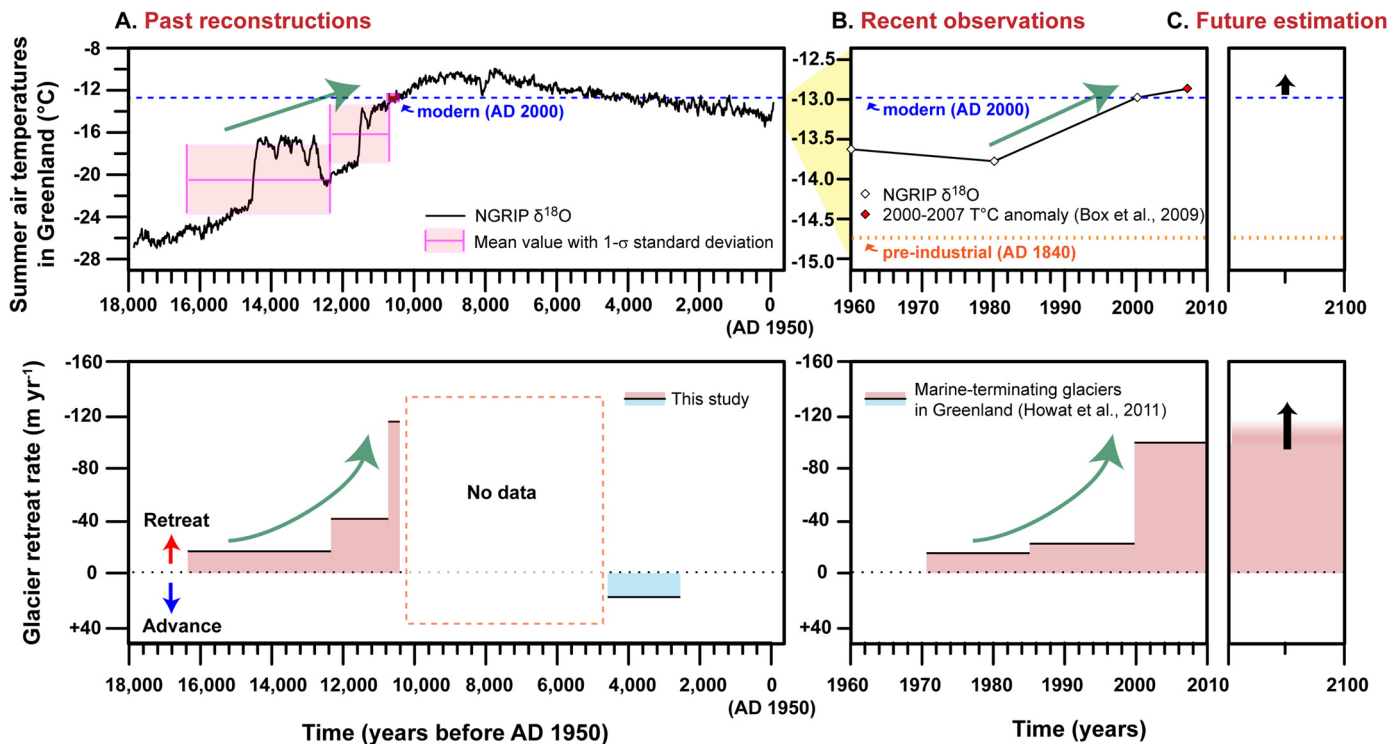 A. Past reconstructions
B. Recent observations
C. Future estimation
Summer air temperatures
in Greenland (°C)
-8
-12
-16
-20
-24
-28
modern (AD 2000)
NGRIP δ¹⁸O
Mean value with 1-σ standard deviation
18,000
16,000
14,000
12,000
10,000
8,000
6,000
4,000
2,000
0
(AD 1950)
-12.5
-13.0
-13.5
-14.0
-14.5
-15.0
modern (AD 2000)
NGRIP δ¹⁸O
2000-2007 T°C anomaly (Box et al., 2009)
pre-industrial (AD 1840)
1960
1970
1980
1990
2000
2010
2100
Glacier retreat rate (m yr⁻¹)
-160
-120
-80
-40
0
+40
Retreat
Advance
No data
This study
18,000
16,000
14,000
12,000
10,000
8,000
6,000
4,000
2,000
0
(AD 1950)
Time (years before AD 1950)
-160
-120
-80
-40
0
+40
Marine-terminating glaciers
in Greenland (Howat et al., 2011)
1960
1970
1980
1990
2000
2010
2100
Time (years)